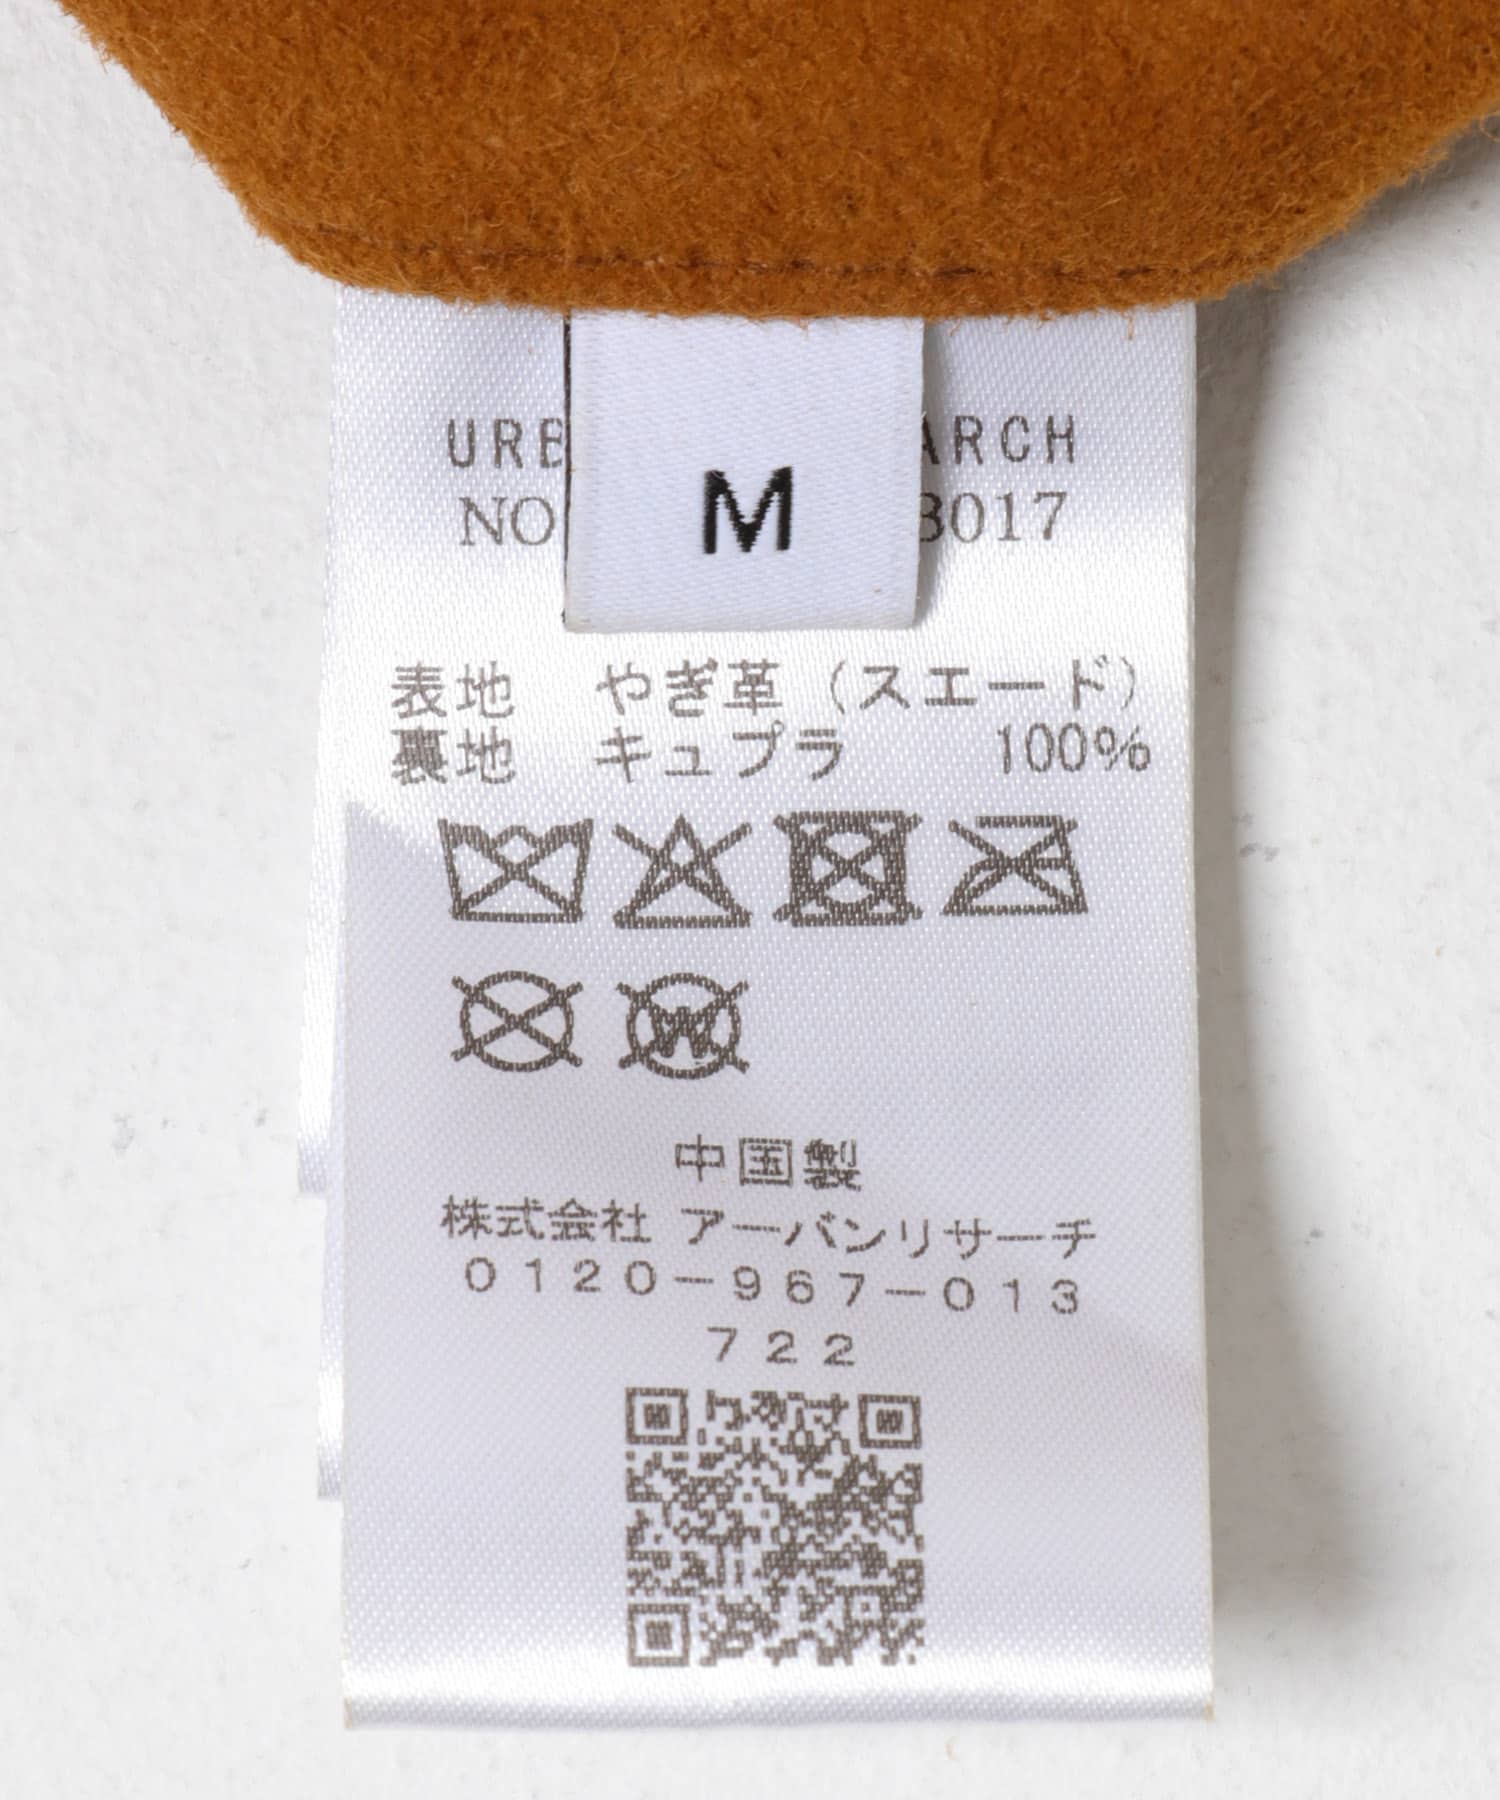 M
ARCH
NO
3017
表地 やぎ革（スエード）
裏地 キュプラ 100%
中国製
株式会社 アーバンリサーチ
0120-967-013
722